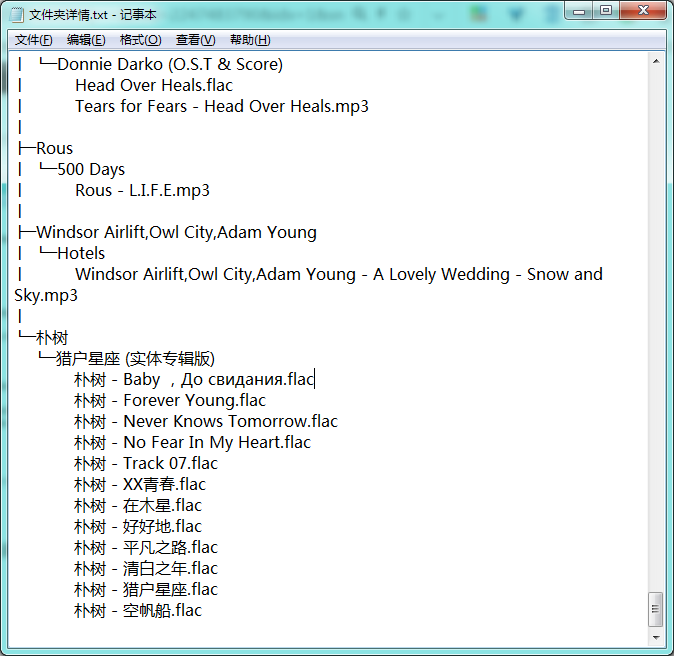 文件夹详情.txt - 记事本
文件(F) 编辑(E) 格式(O) 查看(V) 帮助(H)
│ └─Donnie Darko (O.S.T & Score)
│ Head Over Heals.flac
│ Tears for Fears - Head Over Heals.mp3
│
├─Rous
│ └─500 Days
│ Rous - L.I.F.E.mp3
│
├─Windsor Airlift,Owl City,Adam Young
│ └─Hotels
│ Windsor Airlift,Owl City,Adam Young - A Lovely Wedding - Snow and
Sky.mp3
│
└─朴树
└─猎户星座 (实体专辑版)
朴树 - Baby ，До свидания.flac
朴树 - Forever Young.flac
朴树 - Never Knows Tomorrow.flac
朴树 - No Fear In My Heart.flac
朴树 - Track 07.flac
朴树 - XX青春.flac
朴树 - 在木星.flac
朴树 - 好好地.flac
朴树 - 平凡之路.flac
朴树 - 清白之年.flac
朴树 - 猎户星座.flac
朴树 - 空帆船.flac